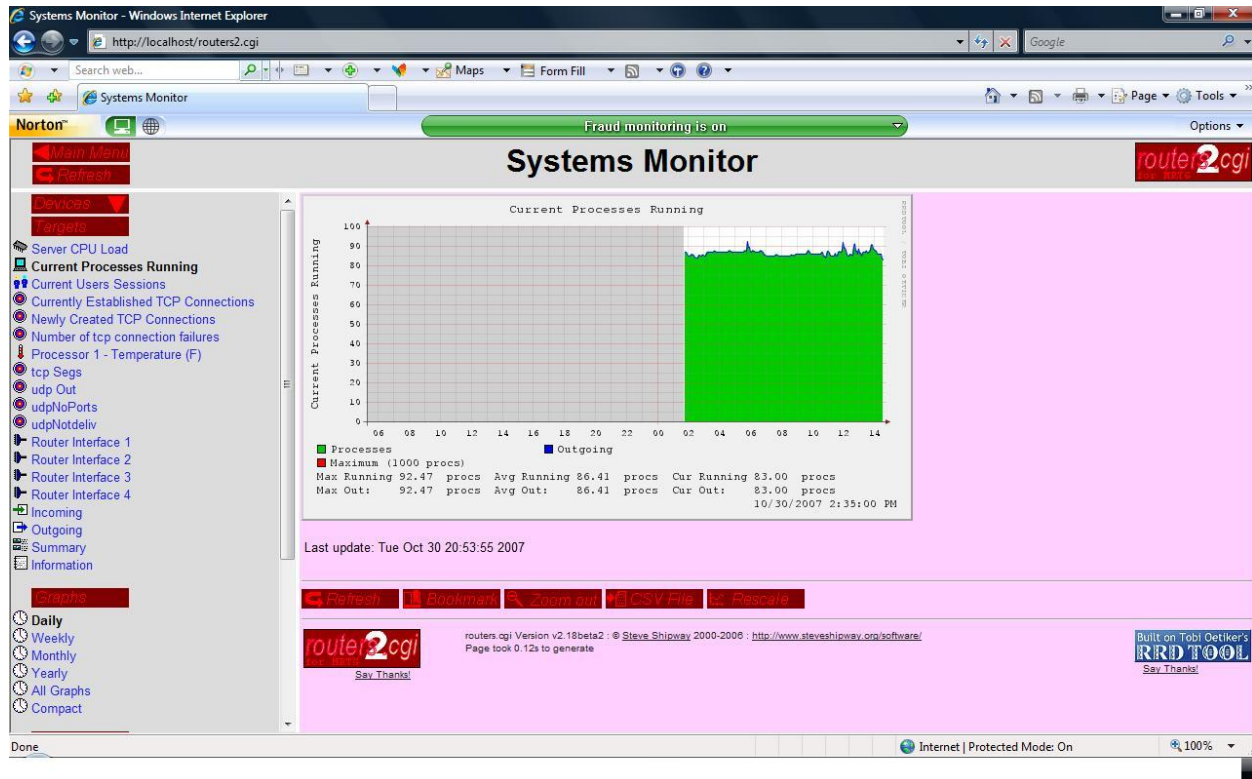 Systems Monitor - Windows Internet Explorer
http://localhost/routers2.cgi
Google
Search web...
Maps
Form Fill
Systems Monitor
Page
Tools
Norton™
Fraud monitoring is on
Options
Main Menu
Refresh
Systems Monitor
routers2.cgi
for MRTG
Devices
Targets
Server CPU Load
Current Processes Running
Current Users Sessions
Currently Established TCP Connections
Newly Created TCP Connections
Number of tcp connection failures
Processor 1 - Temperature (F)
tcp Segs
udp Out
udpNoPorts
udpNotdeliv
Router Interface 1
Router Interface 2
Router Interface 3
Router Interface 4
Incoming
Outgoing
Summary
Information
Graphs
Daily
Weekly
Monthly
Yearly
All Graphs
Compact
Current Processes Running
RRDTOOL / TOBI OETIKER
Current Processes Running
100
90
80
70
60
50
40
30
20
10
0
06 08 10 12 14 16 18 20 22 00 02 04 06 08 10 12 14
Processes Outgoing
Maximum (1000 procs)
Max Running 92.47 procs Avg Running 86.41 procs Cur Running 83.00 procs
Max Out: 92.47 procs Avg Out: 86.41 procs Cur Out: 83.00 procs
10/30/2007 2:35:00 PM
Last update: Tue Oct 30 20:53:55 2007
Refresh Bookmark Zoom out CSV File Rescale
routers2.cgi
for MRTG
Say Thanks!
routers.cgi Version v2.18beta2 : © Steve Shipway 2000-2006 : http://www.steveshipway.org/software/
Page took 0.12s to generate
Built on Tobi Oetiker's
RRDTOOL
Say Thanks!
Done
Internet | Protected Mode: On
100%